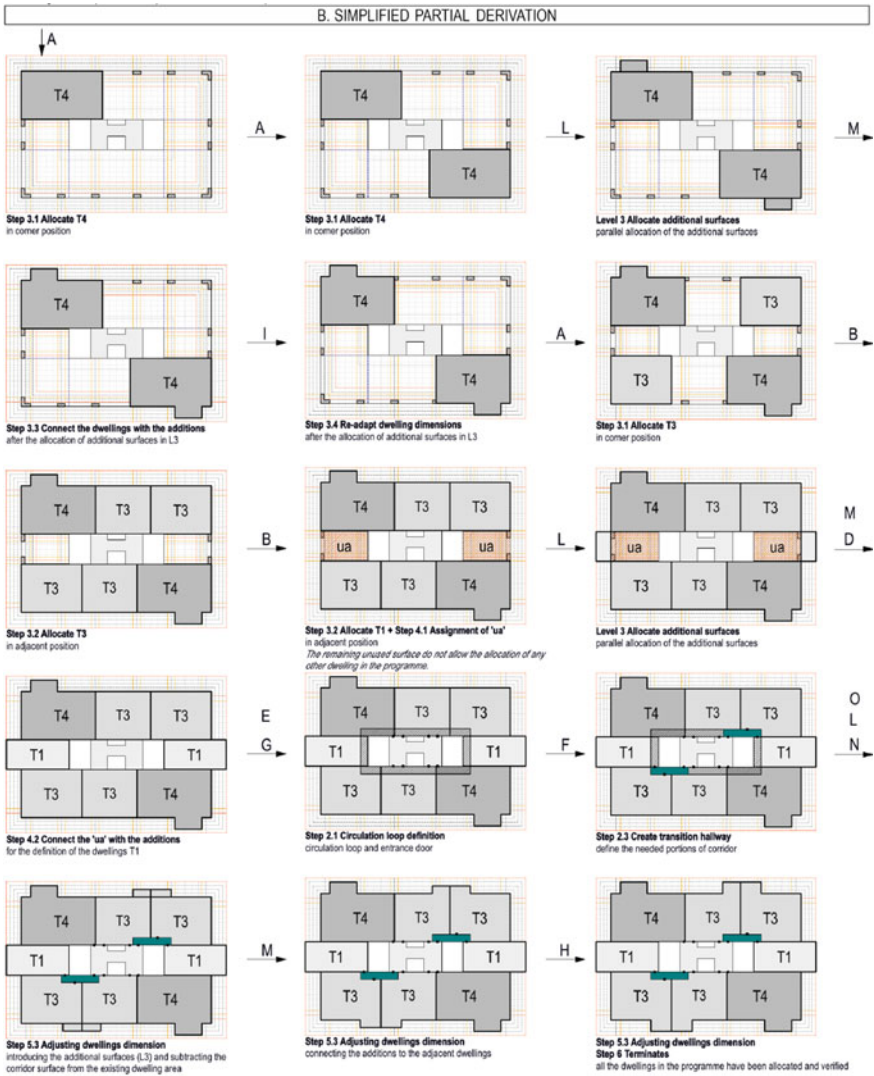 B. SIMPLIFIED PARTIAL DERIVATION
A
T4
A
T4
T4
L
T4
T4
M
Step 3.1 Allocate T4
in corner position
Step 3.1 Allocate T4
in corner position
Level 3 Allocate additional surfaces
parallel allocation of the additional surfaces
T4
T4
I
T4
T4
A
T4
T3
T3
T4
B
Step 3.3 Connect the dwellings with the additions
after the allocation of additional surfaces in L3
Step 3.4 Re-adapt dwelling dimensions
after the allocation of additional surfaces in L3
Step 3.1 Allocate T3
in corner position
T4 T3 T3
T3 T3 T4
B
T4 T3 T3
ua ua
T3 T3 T4
L
T4 T3 T3
ua ua
T3 T3 T4
M
D
Step 3.2 Allocate T3
in adjacent position
Step 3.2 Allocate T1 + Step 4.1 Assignment of 'ua'
in adjacent position
The remaining unused surface do not allow the allocation of any
other dwelling in the programme.
Level 3 Allocate additional surfaces
parallel allocation of the additional surfaces
T4 T3 T3
T1 T1
T3 T3 T4
E
G
T4 T3 T3
T1 T1
T3 T3 T4
F
T4 T3 T3
T1 T1
T3 T3 T4
O
L
N
Step 4.2 Connect the 'ua' with the additions
for the definition of the dwellings T1
Step 2.1 Circulation loop definition
circulation loop and entrance door
Step 2.3 Create transition hallway
define the needed portions of corridor
T4 T3 T3
T1 T1
T3 T3 T4
M
T4 T3 T3
T1 T1
T3 T3 T4
H
T4 T3 T3
T1 T1
T3 T3 T4
Step 5.3 Adjusting dwellings dimension
introducing the additional surfaces (L3) and subtracting the
corridor surface from the existing dwelling area
Step 5.3 Adjusting dwellings dimension
connecting the additions to the adjacent dwellings
Step 5.3 Adjusting dwellings dimension
Step 6 Terminates
all the dwellings in the programme have been allocated and verified